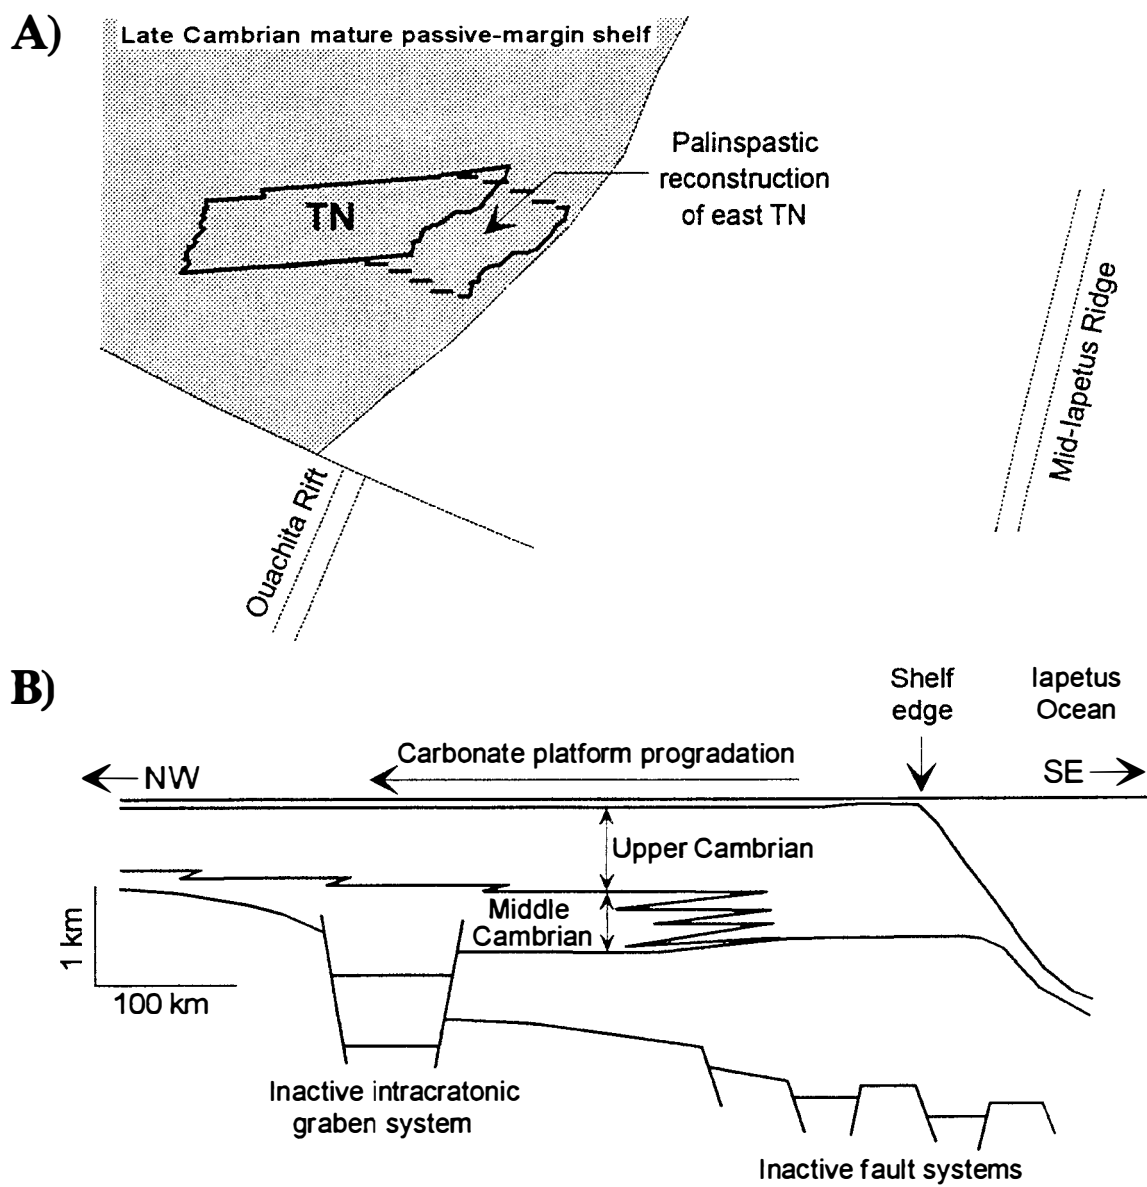 A)
Late Cambrian mature passive-margin shelf
Palinspastic
reconstruction
of east TN
TN
Mid-Iapetus Ridge
Ouachita Rift
B)
Shelf
edge
Iapetus
Ocean
Carbonate platform progradation
NW
SE
Upper Cambrian
Middle
Cambrian
1 km
100 km
Inactive intracratonic
graben system
Inactive fault systems